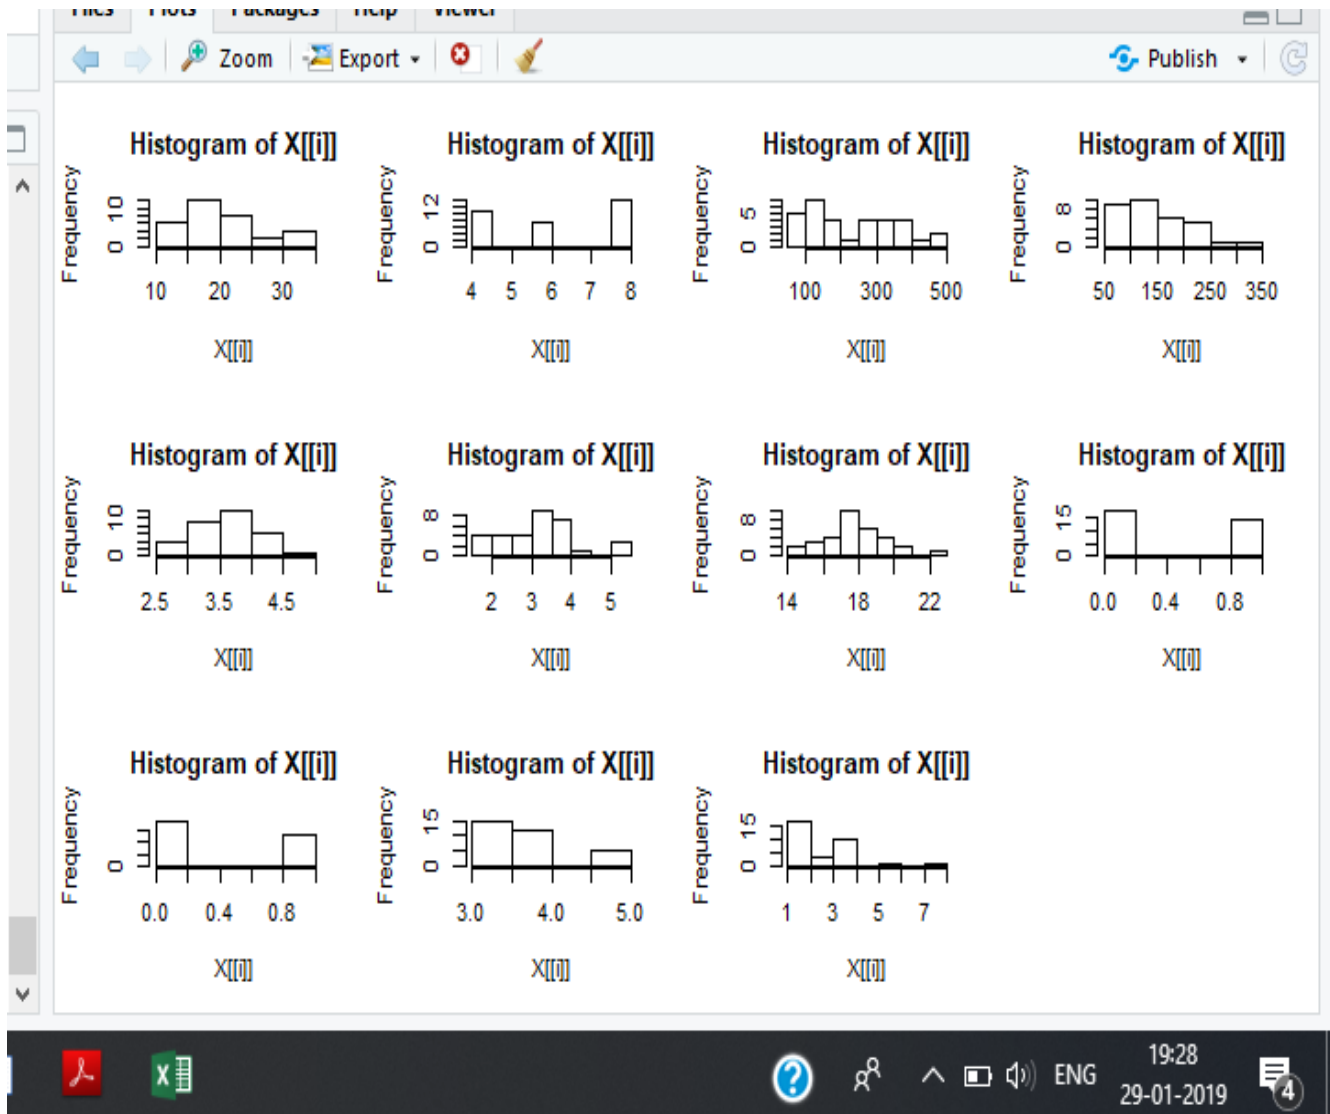 Files Plots Packages Help Viewer
Zoom Export Publish
Histogram of X[[i]] Histogram of X[[i]] Histogram of X[[i]] Histogram of X[[i]]
Frequency 0 10 Frequency 0 12 Frequency 0 5 Frequency 0 8
10 20 30 4 5 6 7 8 100 300 500 50 150 250 350
X[[i]] X[[i]] X[[i]] X[[i]]
Histogram of X[[i]] Histogram of X[[i]] Histogram of X[[i]] Histogram of X[[i]]
Frequency 0 10 Frequency 0 8 Frequency 0 8 Frequency 0 15
2.5 3.5 4.5 2 3 4 5 14 18 22 0.0 0.4 0.8
X[[i]] X[[i]] X[[i]] X[[i]]
Histogram of X[[i]] Histogram of X[[i]] Histogram of X[[i]]
Frequency 0 Frequency 0 15 Frequency 0 15
0.0 0.4 0.8 3.0 4.0 5.0 1 3 5 7
X[[i]] X[[i]] X[[i]]
ENG 19:28 4
29-01-2019